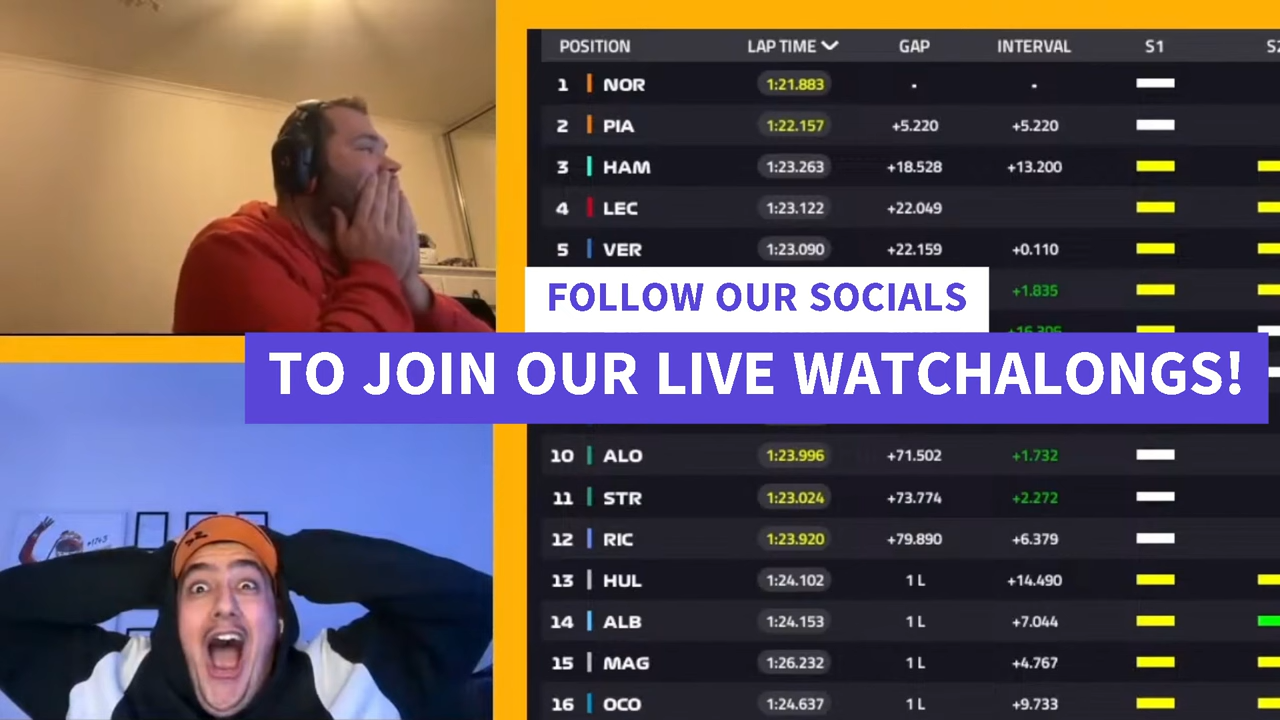 POSITION LAP TIME GAP INTERVAL S1
1 NOR 1:21.883 - -
2 PIA 1:22.157 +5.220 +5.220
3 HAM 1:23.263 +18.528 +13.200
4 LEC 1:23.122 +22.049
5 VER 1:23.090 +22.159 +0.110
FOLLOW OUR SOCIALS
+1.835
TO JOIN OUR LIVE WATCHALONGS!
10 ALO 1:23.996 +71.502 +1.732
11 STR 1:23.024 +73.774 +2.272
12 RIC 1:23.920 +79.890 +6.379
13 HUL 1:24.102 1 L +14.490
14 ALB 1:24.153 1 L +7.044
15 MAG 1:26.232 1 L +4.767
16 OCO 1:24.637 1 L +9.733